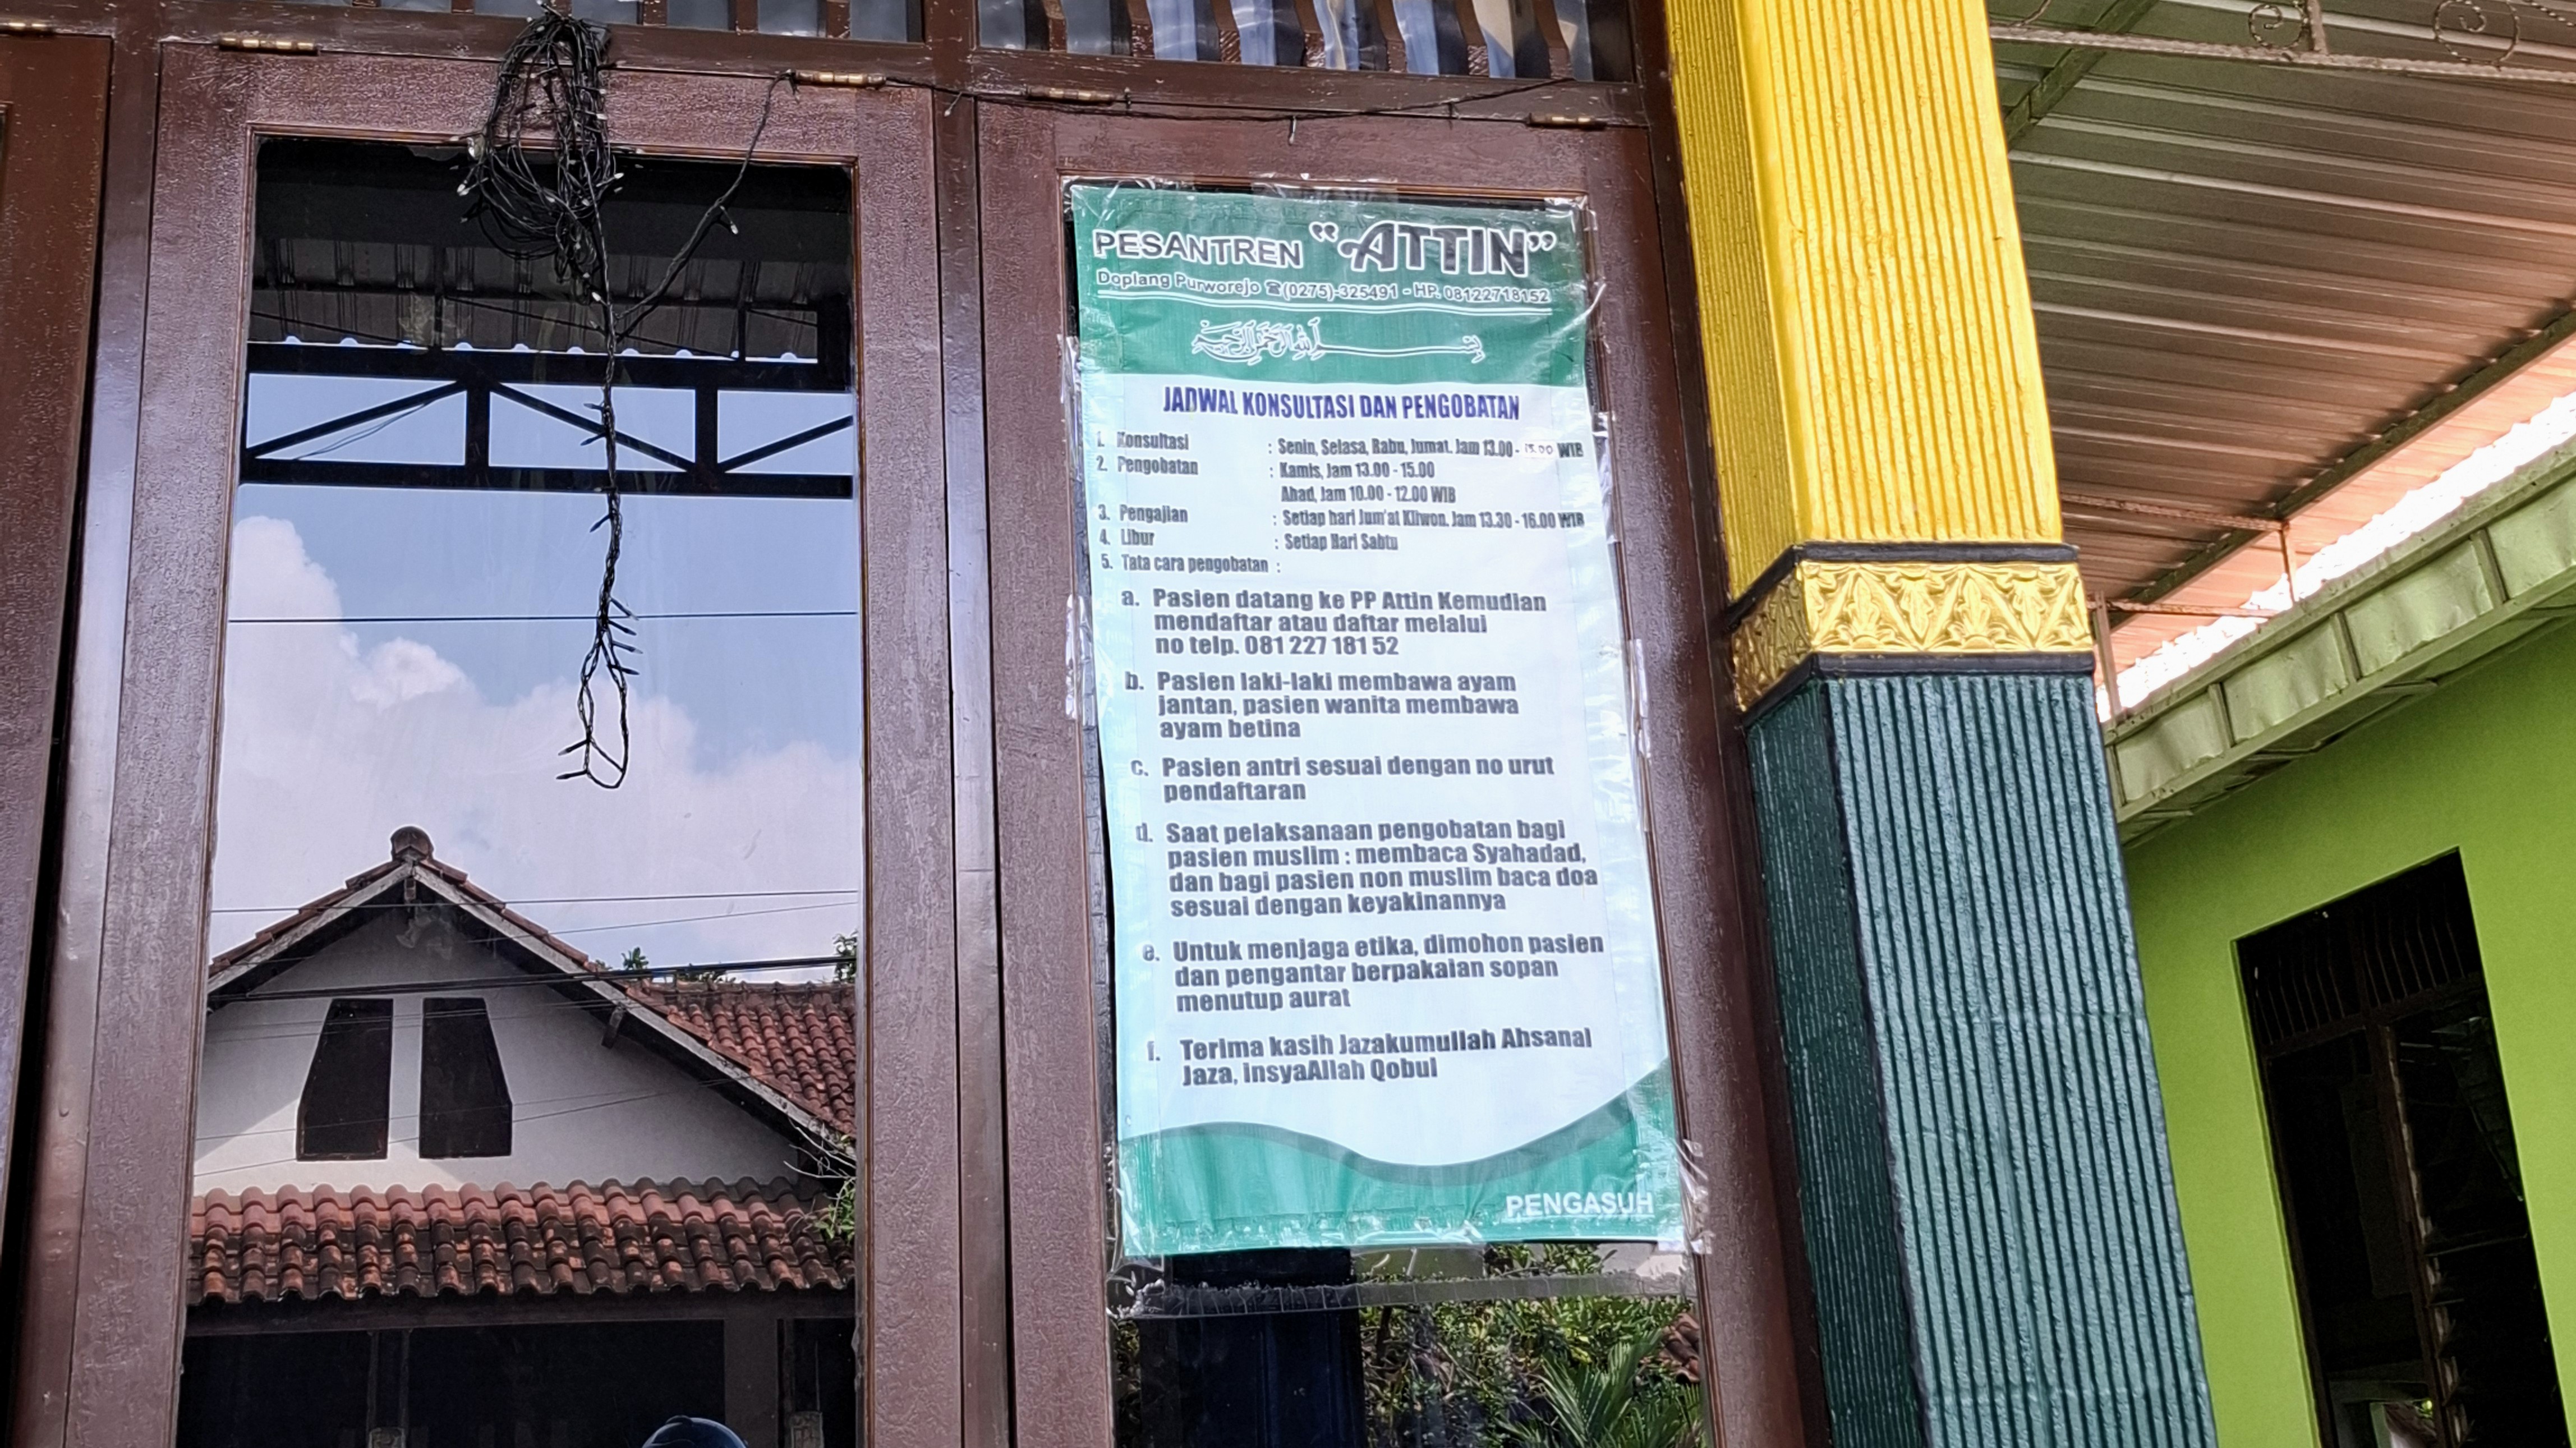 PESANTREN "ATTIN"
Doplang Purworejo ☎(0275)-325491 - HP. 08122718152
بسم الله الرحمن الرحيم
JADWAL KONSULTASI DAN PENGOBATAN
1. Konsultasi : Senin, Selasa, Rabu, Jumat. Jam 13.00 - 15.00 WIB
2. Pengobatan : Kamis, Jam 13.00 - 15.00
Ahad, Jam 10.00 - 12.00 WIB
3. Pengajian : Setiap hari Jum'at Kliwon. Jam 13.30 - 16.00 WIB
4. Libur : Setiap Hari Sabtu
5. Tata cara pengobatan :
a. Pasien datang ke PP Attin Kemudian
mendaftar atau daftar melalui
no telp. 081 227 181 52
b. Pasien laki-laki membawa ayam
jantan, pasien wanita membawa
ayam betina
c. Pasien antri sesuai dengan no urut
pendaftaran
d. Saat pelaksanaan pengobatan bagi
pasien muslim : membaca Syahadad,
dan bagi pasien non muslim baca doa
sesuai dengan keyakinannya
e. Untuk menjaga etika, dimohon pasien
dan pengantar berpakaian sopan
menutup aurat
f. Terima kasih Jazakumullah Ahsanal
Jaza, insyaAllah Qobul
PENGASUH